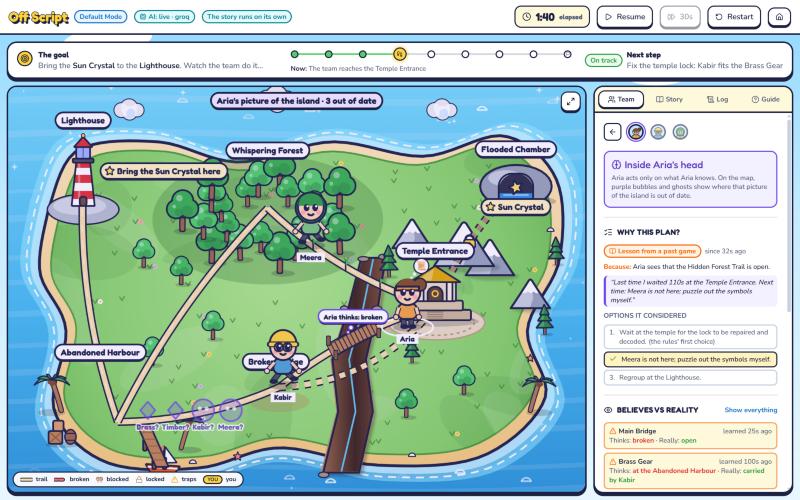 Off Script
Default Mode
AI: live · groq
The story runs on its own
1:40 elapsed
Resume
30s
Restart
The goal
Bring the Sun Crystal to the Lighthouse. Watch the team do it...
Now: The team reaches the Temple Entrance
On track
Next step
Fix the temple lock: Kabir fits the Brass Gear
Aria's picture of the island · 3 out of date
Lighthouse
Whispering Forest
Flooded Chamber
Bring the Sun Crystal here
Sun Crystal
Meera
Temple Entrance
Aria thinks: broken
Aria
Abandoned Harbour
Kabir
Brass? Timber? Kabir? Meera?
trail
broken
blocked
locked
traps
YOU you
Team
Story
Log
Guide
Inside Aria's head
Aria acts only on what Aria knows. On the map,
purple bubbles and ghosts show where that picture
of the island is out of date.
WHY THIS PLAN?
Lesson from a past game since 32s ago
Because: Aria sees that the Hidden Forest Trail is open.
"Last time I waited 110s at the Temple Entrance. Next
time: Meera is not here: puzzle out the symbols
myself."
OPTIONS IT CONSIDERED
1. Wait at the temple for the lock to be repaired and
decoded. (the rules' first choice)
Meera is not here: puzzle out the symbols myself.
3. Regroup at the Lighthouse.
BELIEVES VS REALITY
Show everything
Main Bridge
learned 25s ago
Thinks: broken · Really: open
Brass Gear
learned 100s ago
Thinks: at the Abandoned Harbour · Really: carried
by Kabir